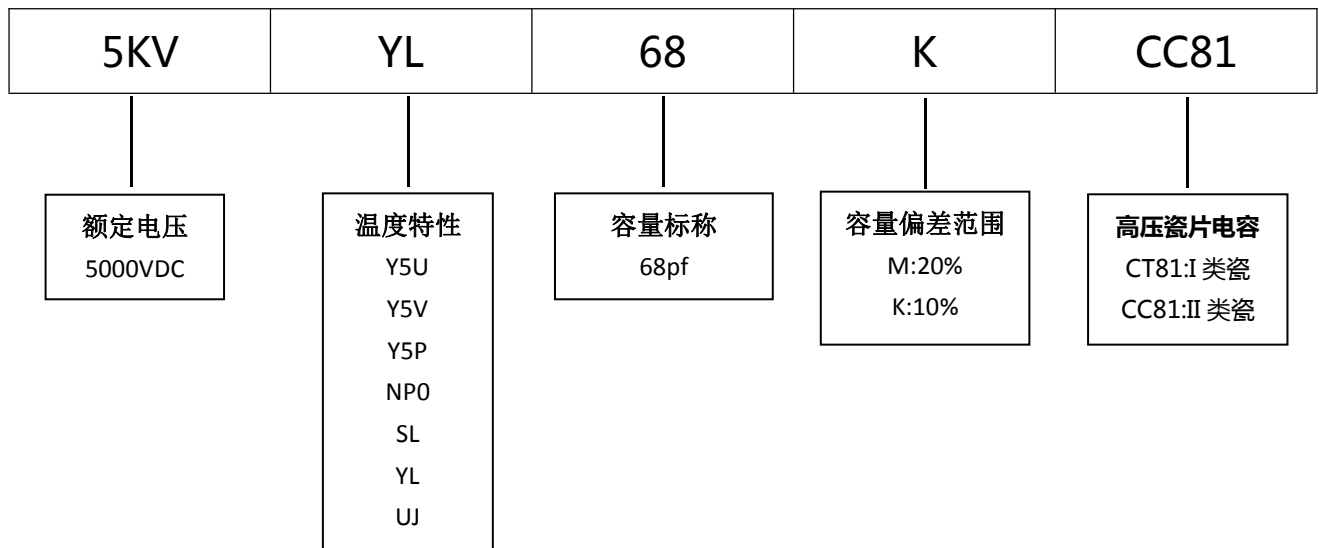 5KV YL 68 K CC81
额定电压
5000VDC
温度特性
Y5U
Y5V
Y5P
NP0
SL
YL
UJ
容量标称
68pf
容量偏差范围
M:20%
K:10%
高压瓷片电容
CT81:I 类瓷
CC81:II 类瓷